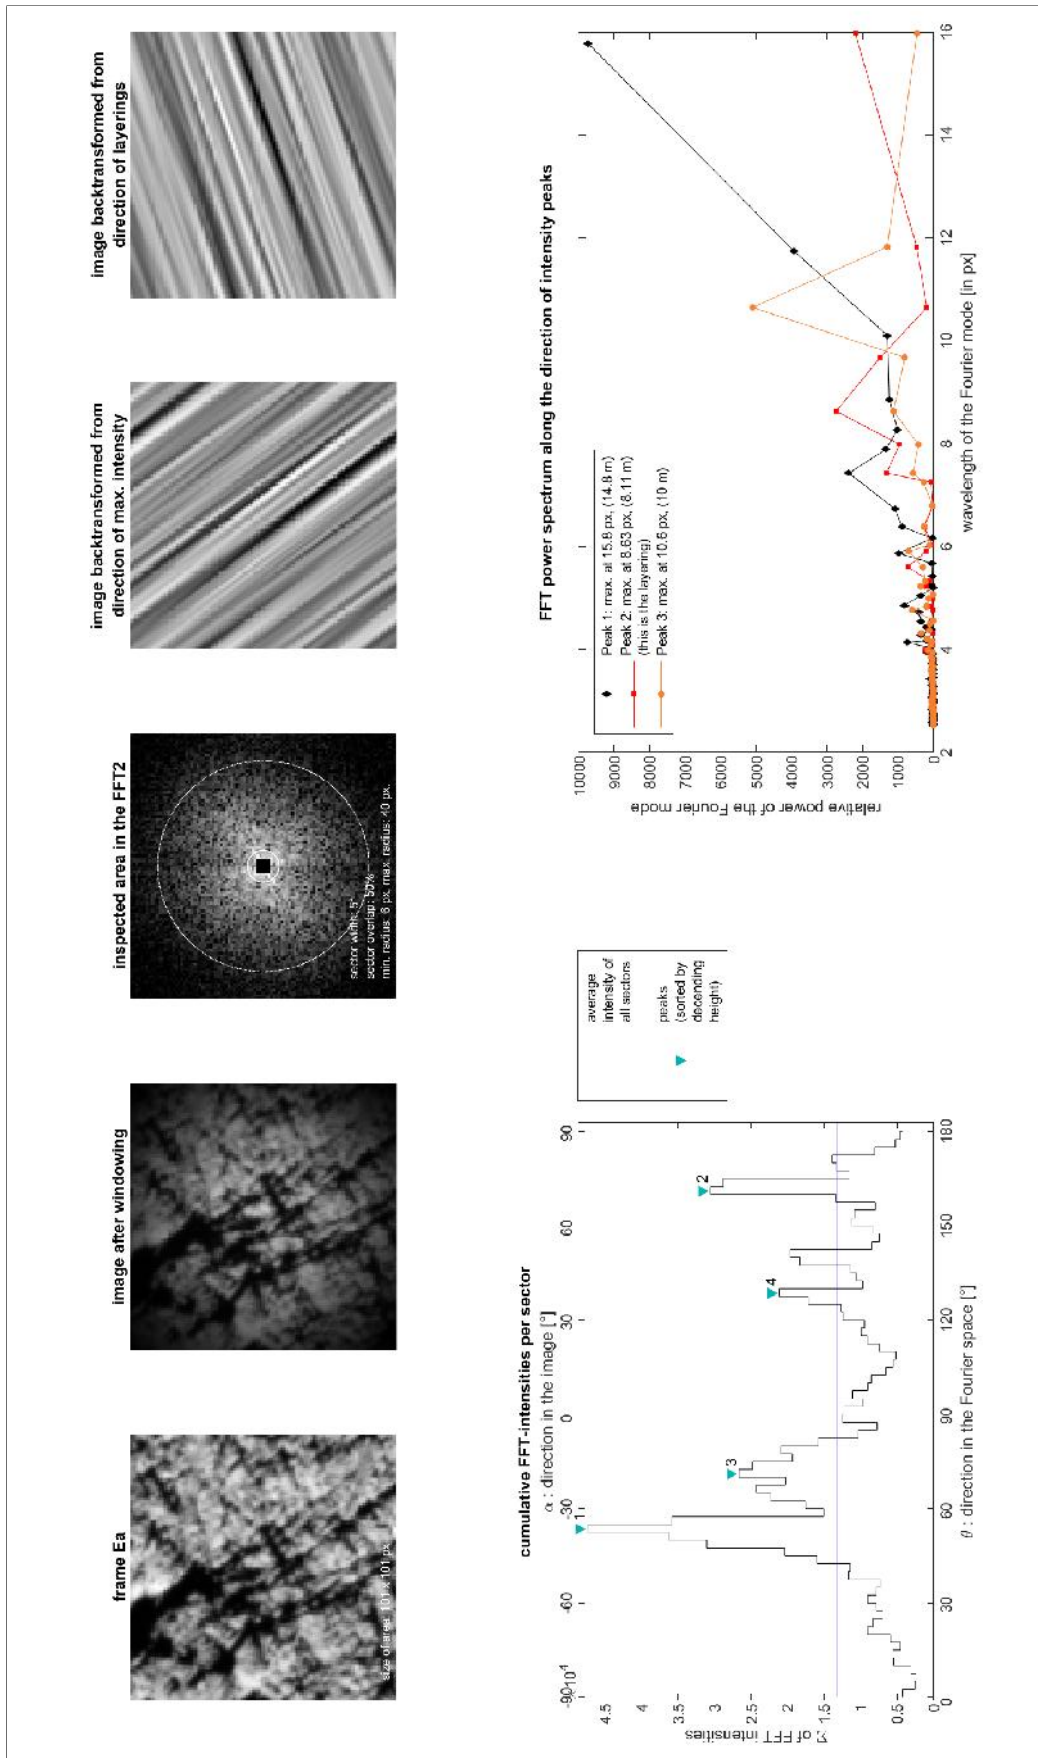 frame Ea
size of area: 101 x 101 px
image after windowing
inspected area in the FFT2
sector width: 5°
sector overlap: 50%
min. radius: 6 px, max. radius: 40 px.
image backtransformed from
direction of max. intensity
image backtransformed from
direction of layerings
cumulative FFT-intensities per sector
α : direction in the image [°]
-90 -60 -30 0 30 60 90
10⁴
4.5
3.5
3
2
1.5
0.5
0
Σ of FFT intensities
1
3
4
2
0 30 60 90 120 150 180
θ : direction in the Fourier space [°]
average
intensity of
all sectors
peaks
(sorted by
decending
height)
FFT power spectrum along the direction of intensity peaks
10000
9000
8000
7000
6000
5000
4000
3000
2000
1000
0
relative power of the Fourier mode
Peak 1: max. at 15.8 px, (14.8 m)
Peak 2: max. at 8.63 px, (8.11 m)
(this is the layering)
Peak 3: max. at 10.6 px, (10 m)
2 4 6 8 10 12 14 16
wavelength of the Fourier mode [in px]